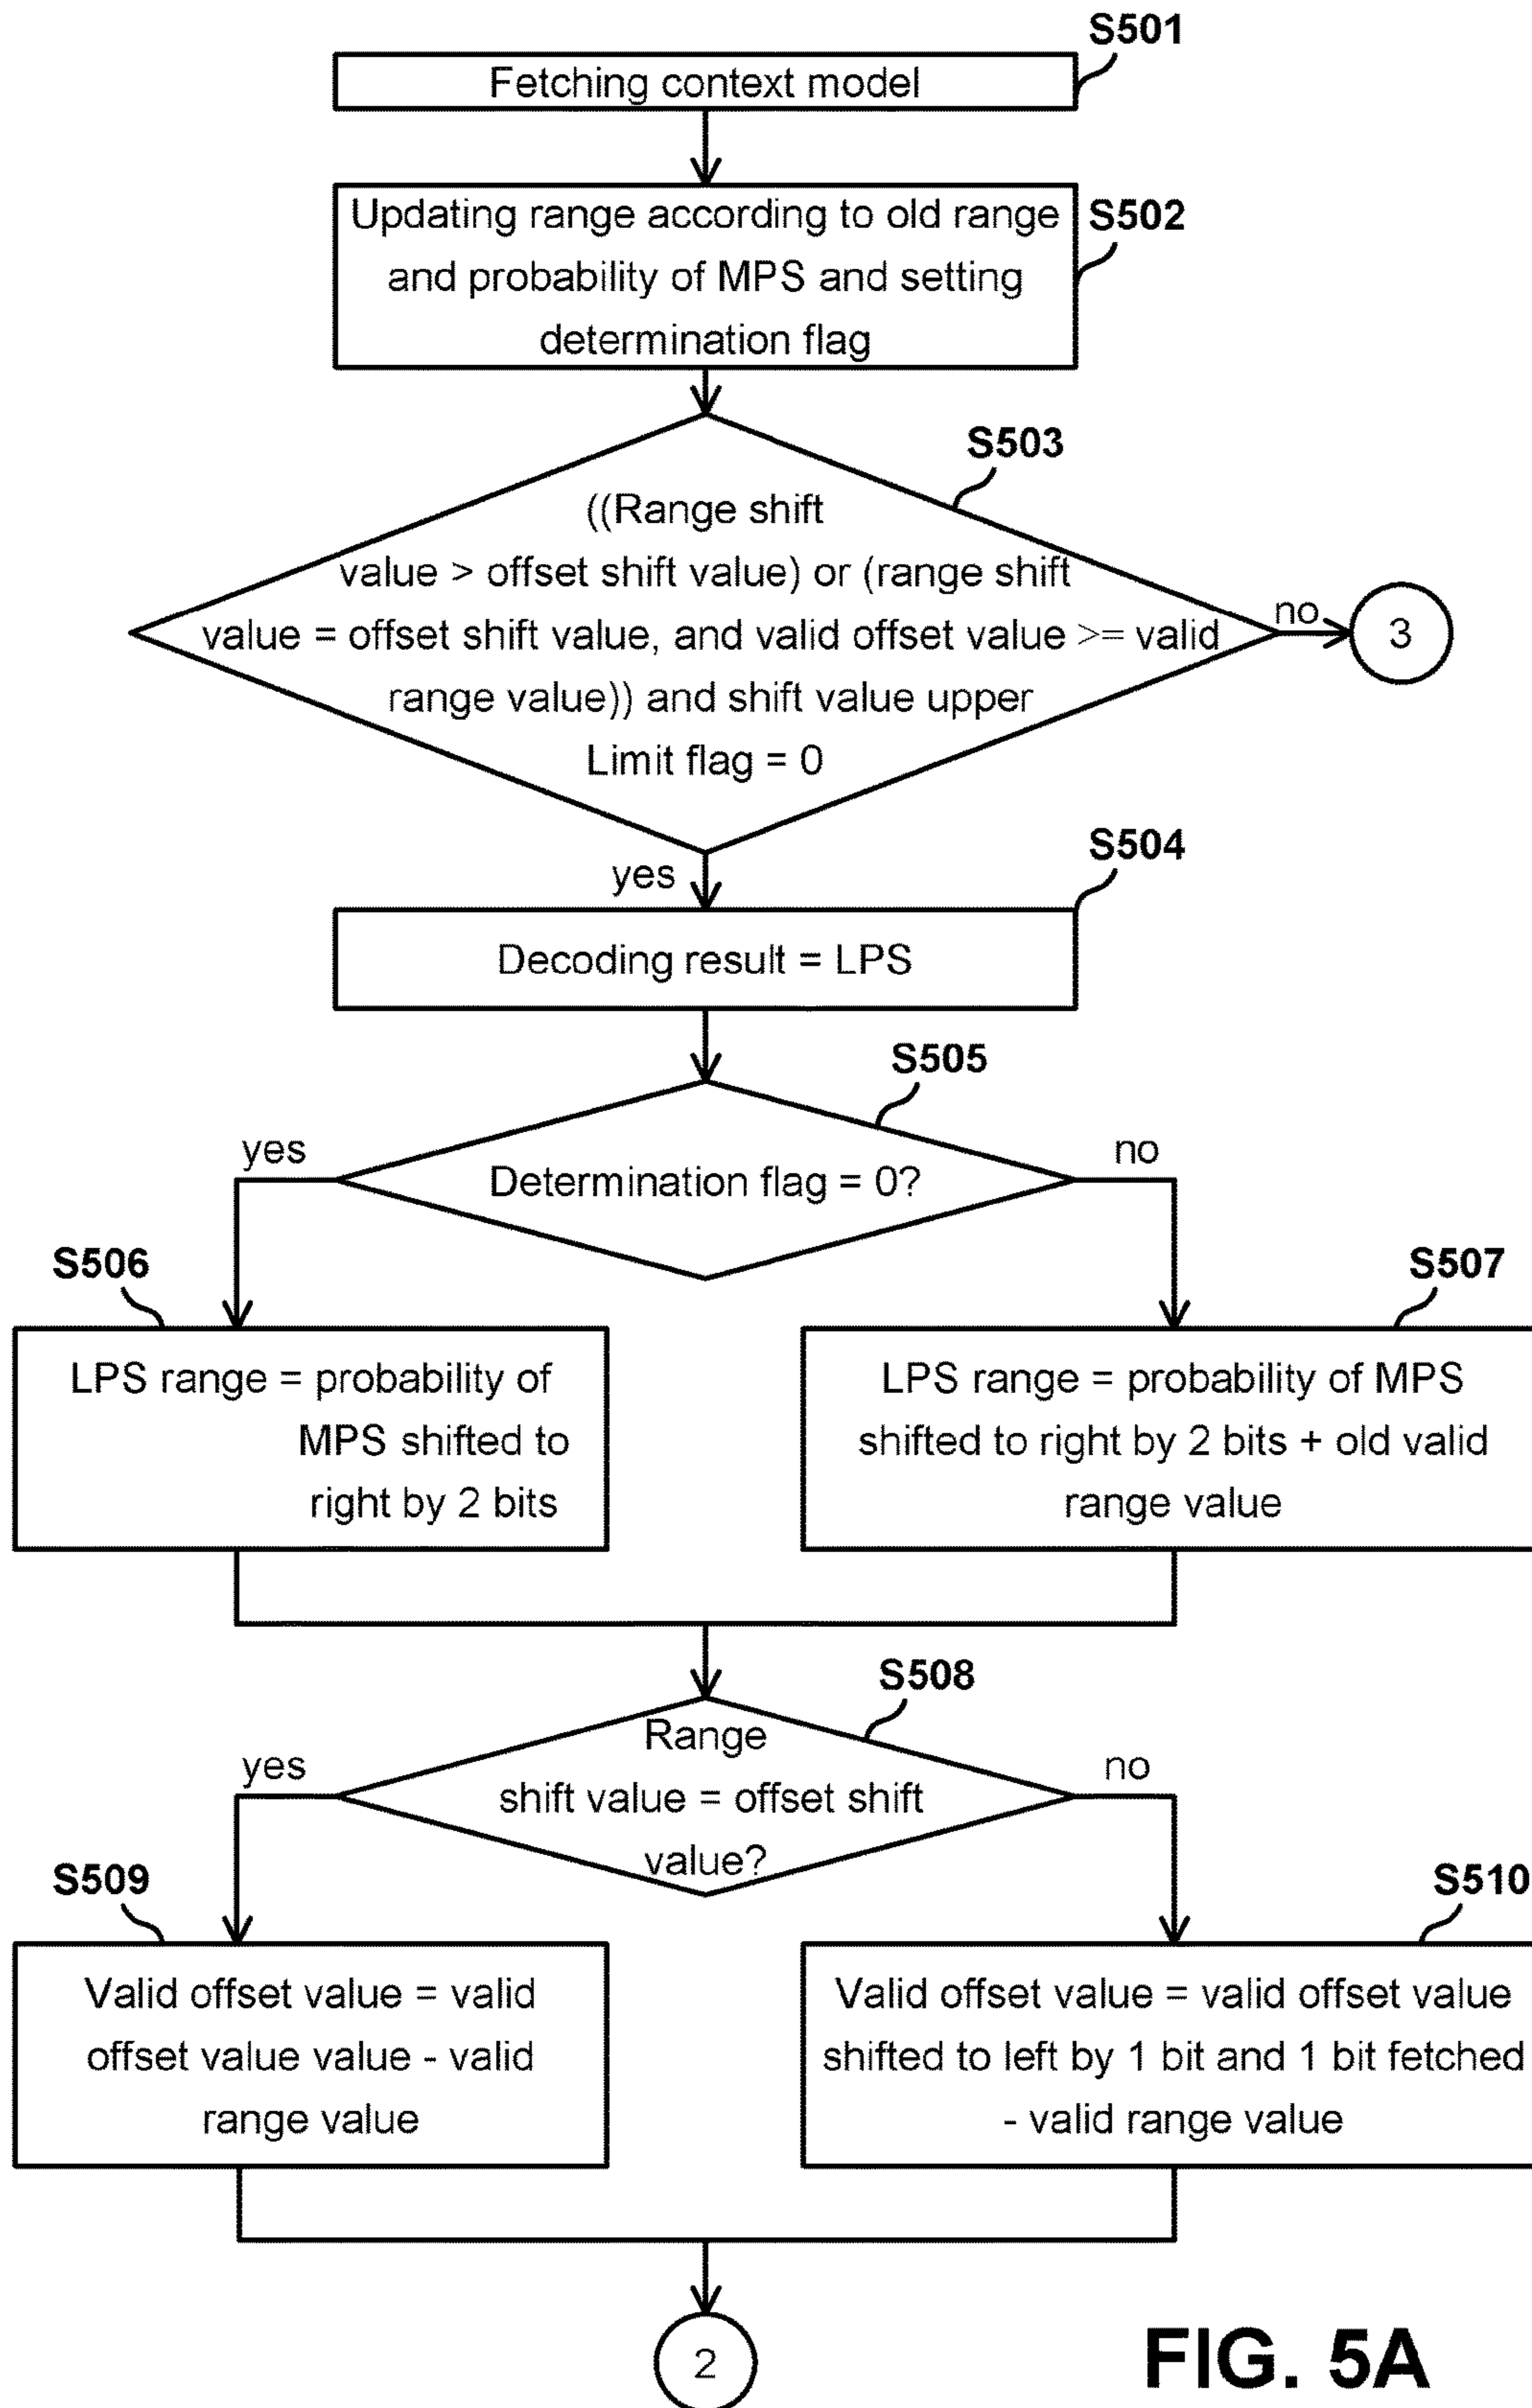 S501
Fetching context model
S502
Updating range according to old range
and probability of MPS and setting
determination flag
S503
((Range shift
value > offset shift value) or (range shift
value = offset shift value, and valid offset value >= valid
range value)) and shift value upper
Limit flag = 0
no
3
yes
S504
Decoding result = LPS
S505
yes
Determination flag = 0?
no
S506
LPS range = probability of
MPS shifted to
right by 2 bits
S507
LPS range = probability of MPS
shifted to right by 2 bits + old valid
range value
S508
yes
Range
shift value = offset shift
value?
no
S509
Valid offset value = valid
offset value value - valid
range value
S510
Valid offset value = valid offset value
shifted to left by 1 bit and 1 bit fetched
- valid range value
2
FIG. 5A